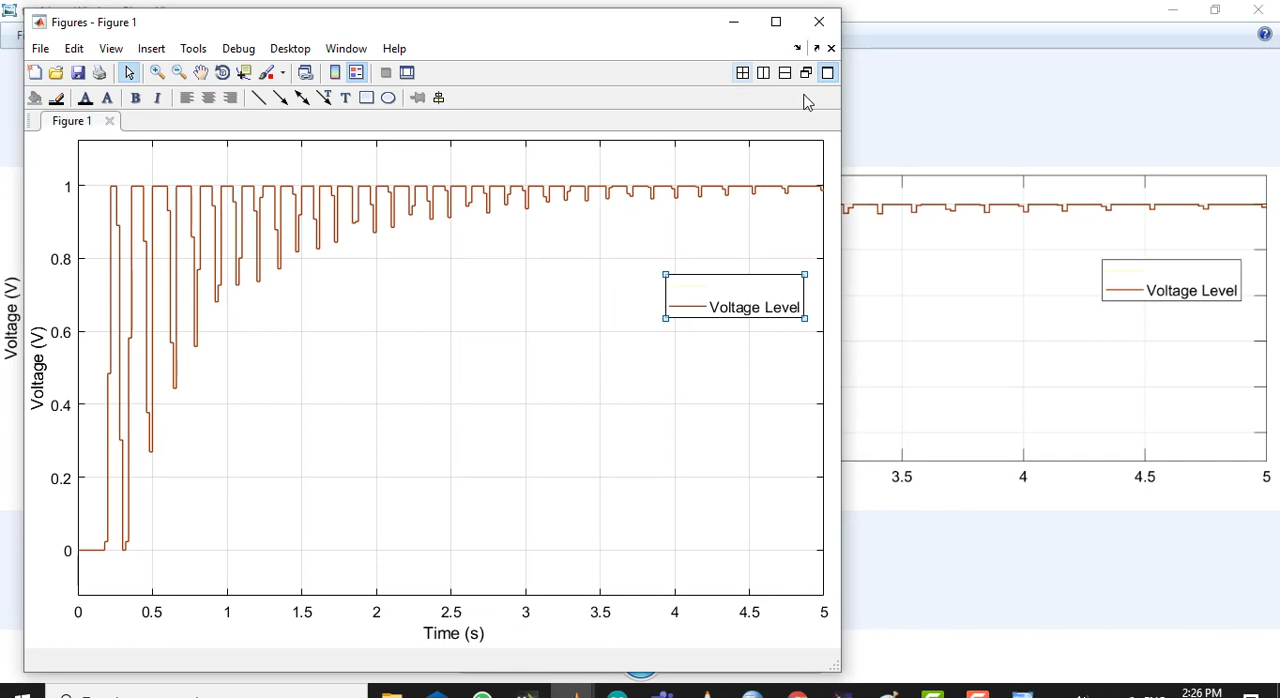 Figures - Figure 1
File Edit View Insert Tools Debug Desktop Window Help
Figure 1
Voltage (V)
1
0.8
0.6
0.4
0.2
0
0 0.5 1 1.5 2 2.5 3 3.5 4 4.5 5
Time (s)
Voltage Level
Voltage (V)
Voltage Level
3.5 4 4.5 5
2:26 PM